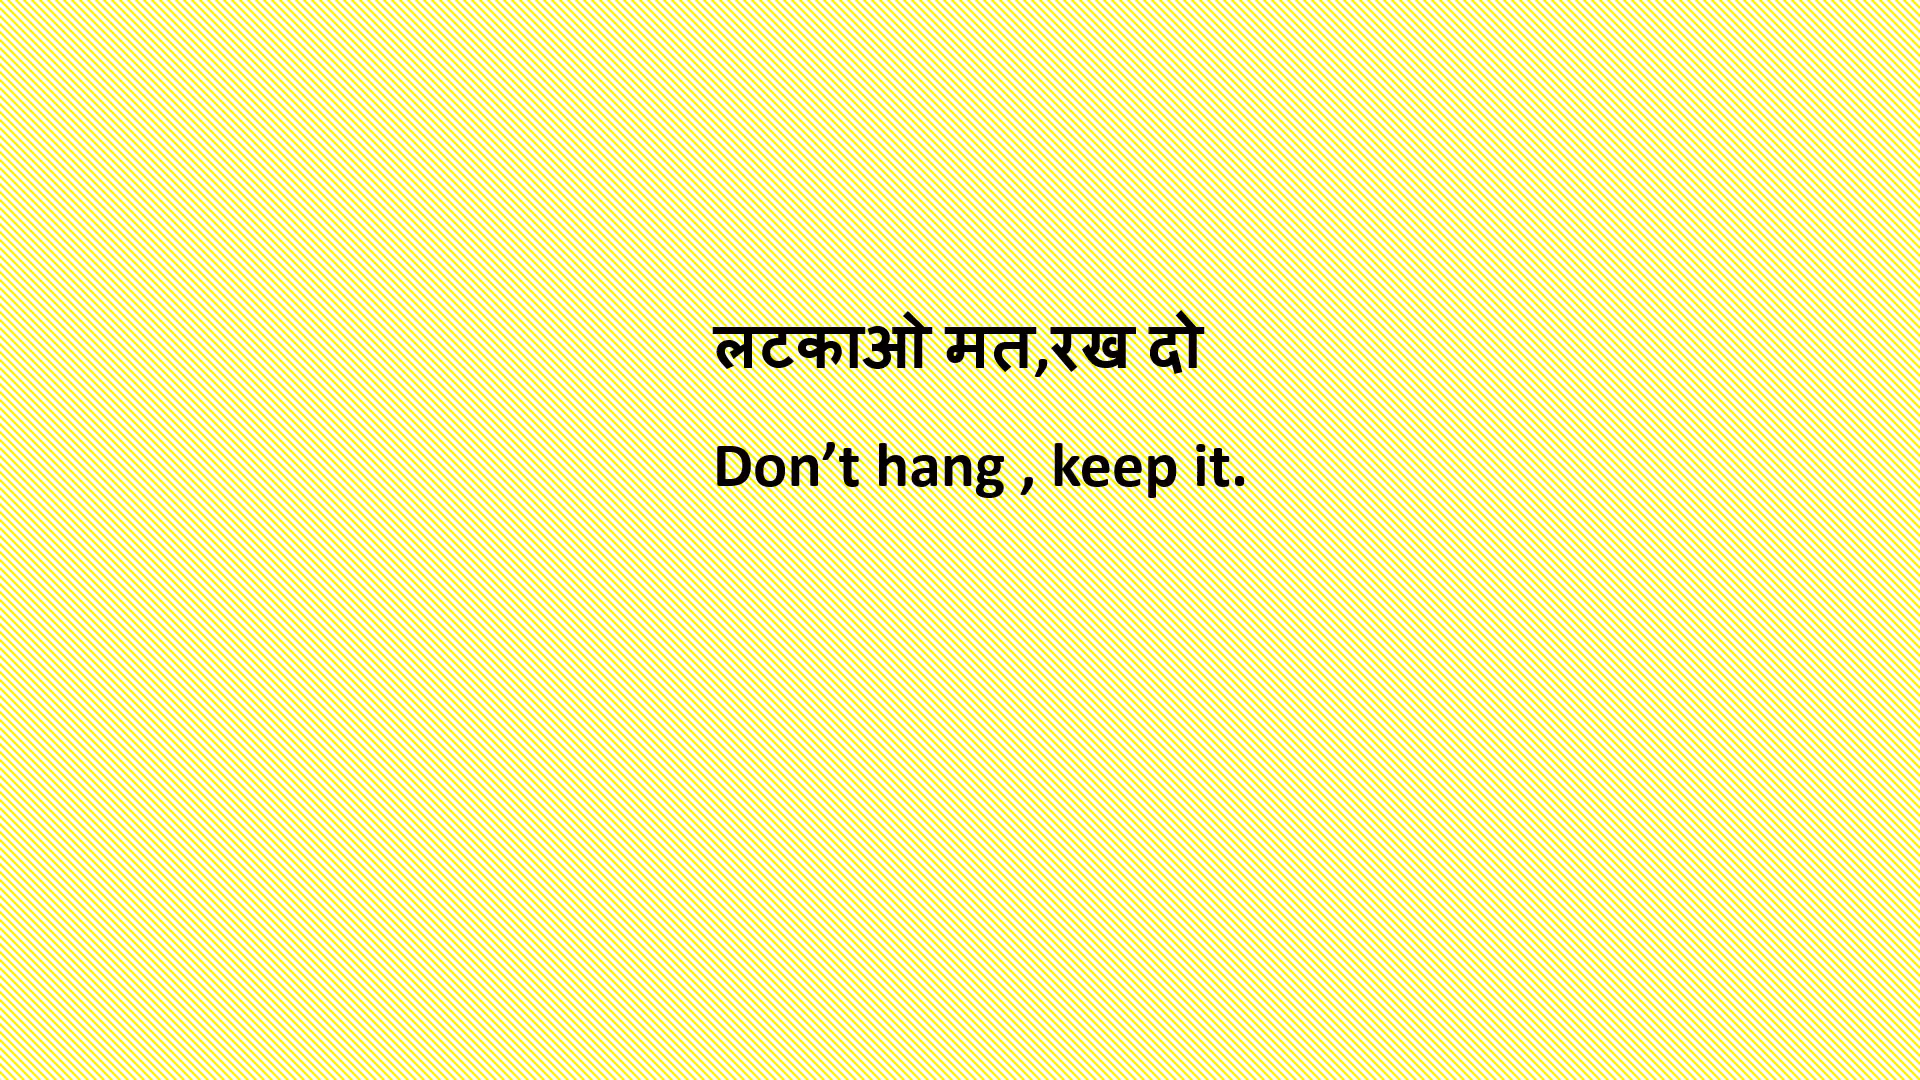 लटकाओ मत,रख दो
Don’t hang , keep it.